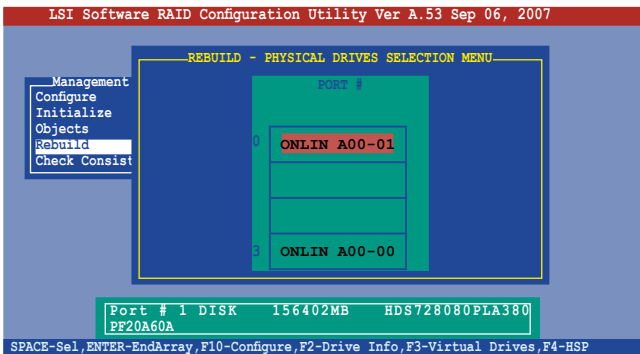 LSI Software RAID Configuration Utility Ver A.53 Sep 06, 2007
REBUILD - PHYSICAL DRIVES SELECTION MENU
Management
Configure
Initialize
Objects
Rebuild
Check Consist
PORT #
0 ONLIN A00-01
3 ONLIN A00-00
Port # 1 DISK 156402MB HDS728080PLA380
PF20A60A
SPACE-Sel,ENTER-EndArray,F10-Configure,F2-Drive Info,F3-Virtual Drives,F4-HSP